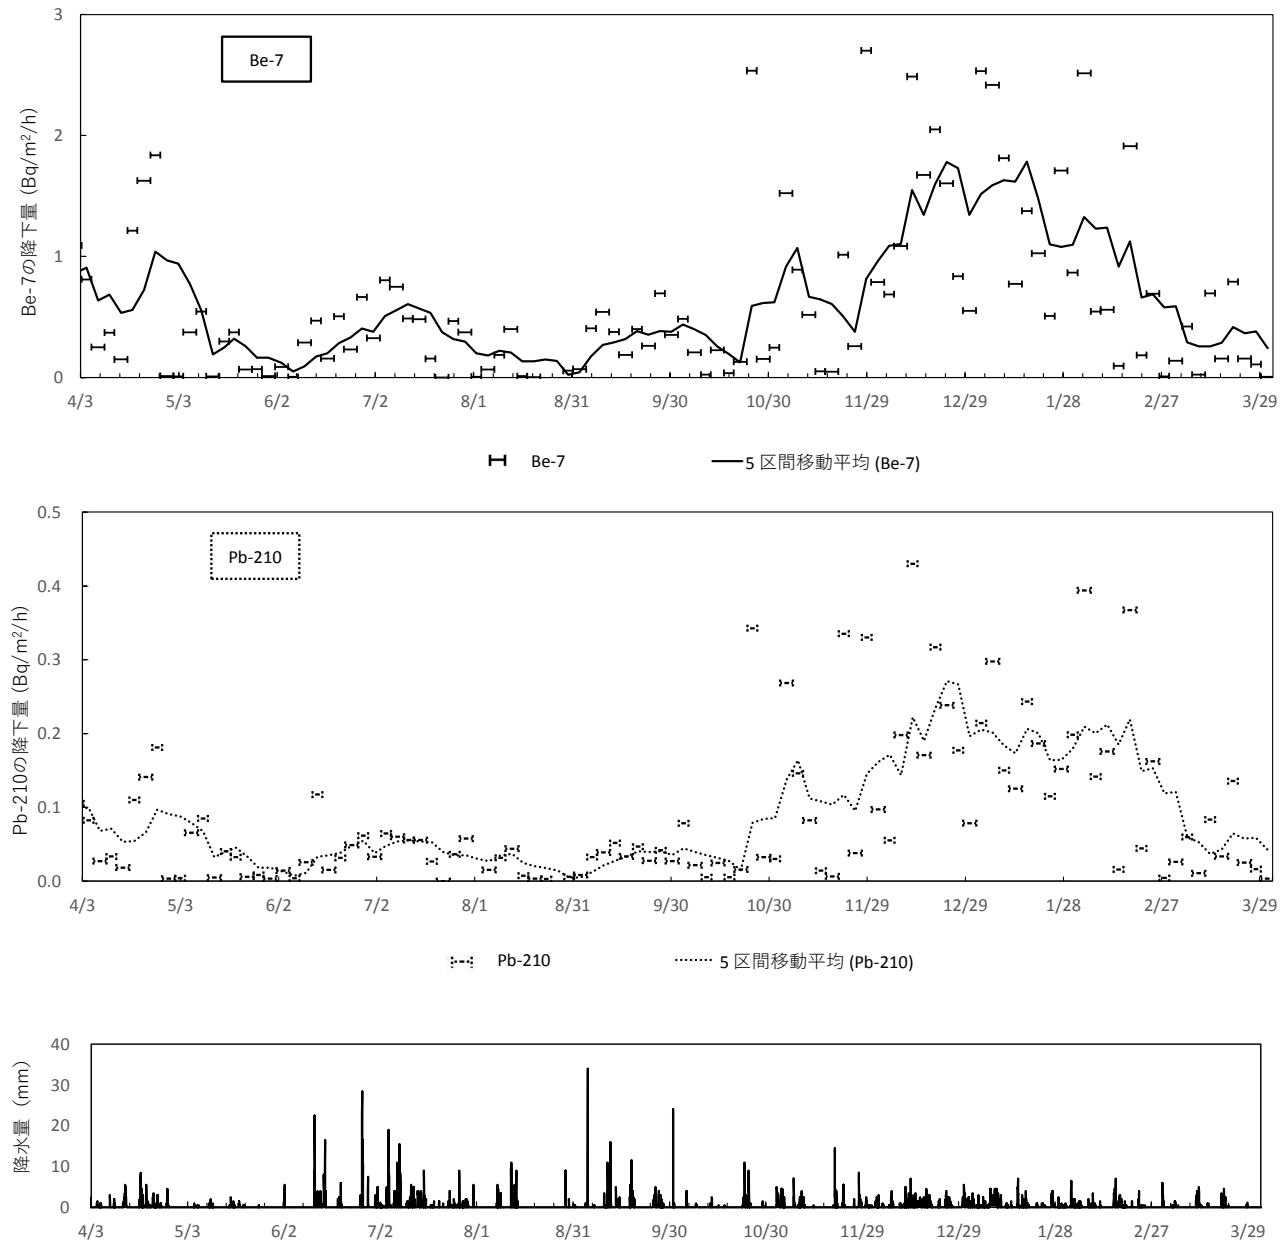 Be-7
Be-7の降下量 (Bq/m²/h)
3
2
1
0
4/3 5/3 6/2 7/2 8/1 8/31 9/30 10/30 11/29 12/29 1/28 2/27 3/29
Be-7 5 区間移動平均 (Be-7)
Pb-210
Pb-210の降下量 (Bq/m²/h)
0.5
0.4
0.3
0.2
0.1
0.0
4/3 5/3 6/2 7/2 8/1 8/31 9/30 10/30 11/29 12/29 1/28 2/27 3/29
Pb-210 5 区間移動平均 (Pb-210)
降水量 (mm)
40
30
20
10
0
4/3 5/3 6/2 7/2 8/1 8/31 9/30 10/30 11/29 12/29 1/28 2/27 3/29